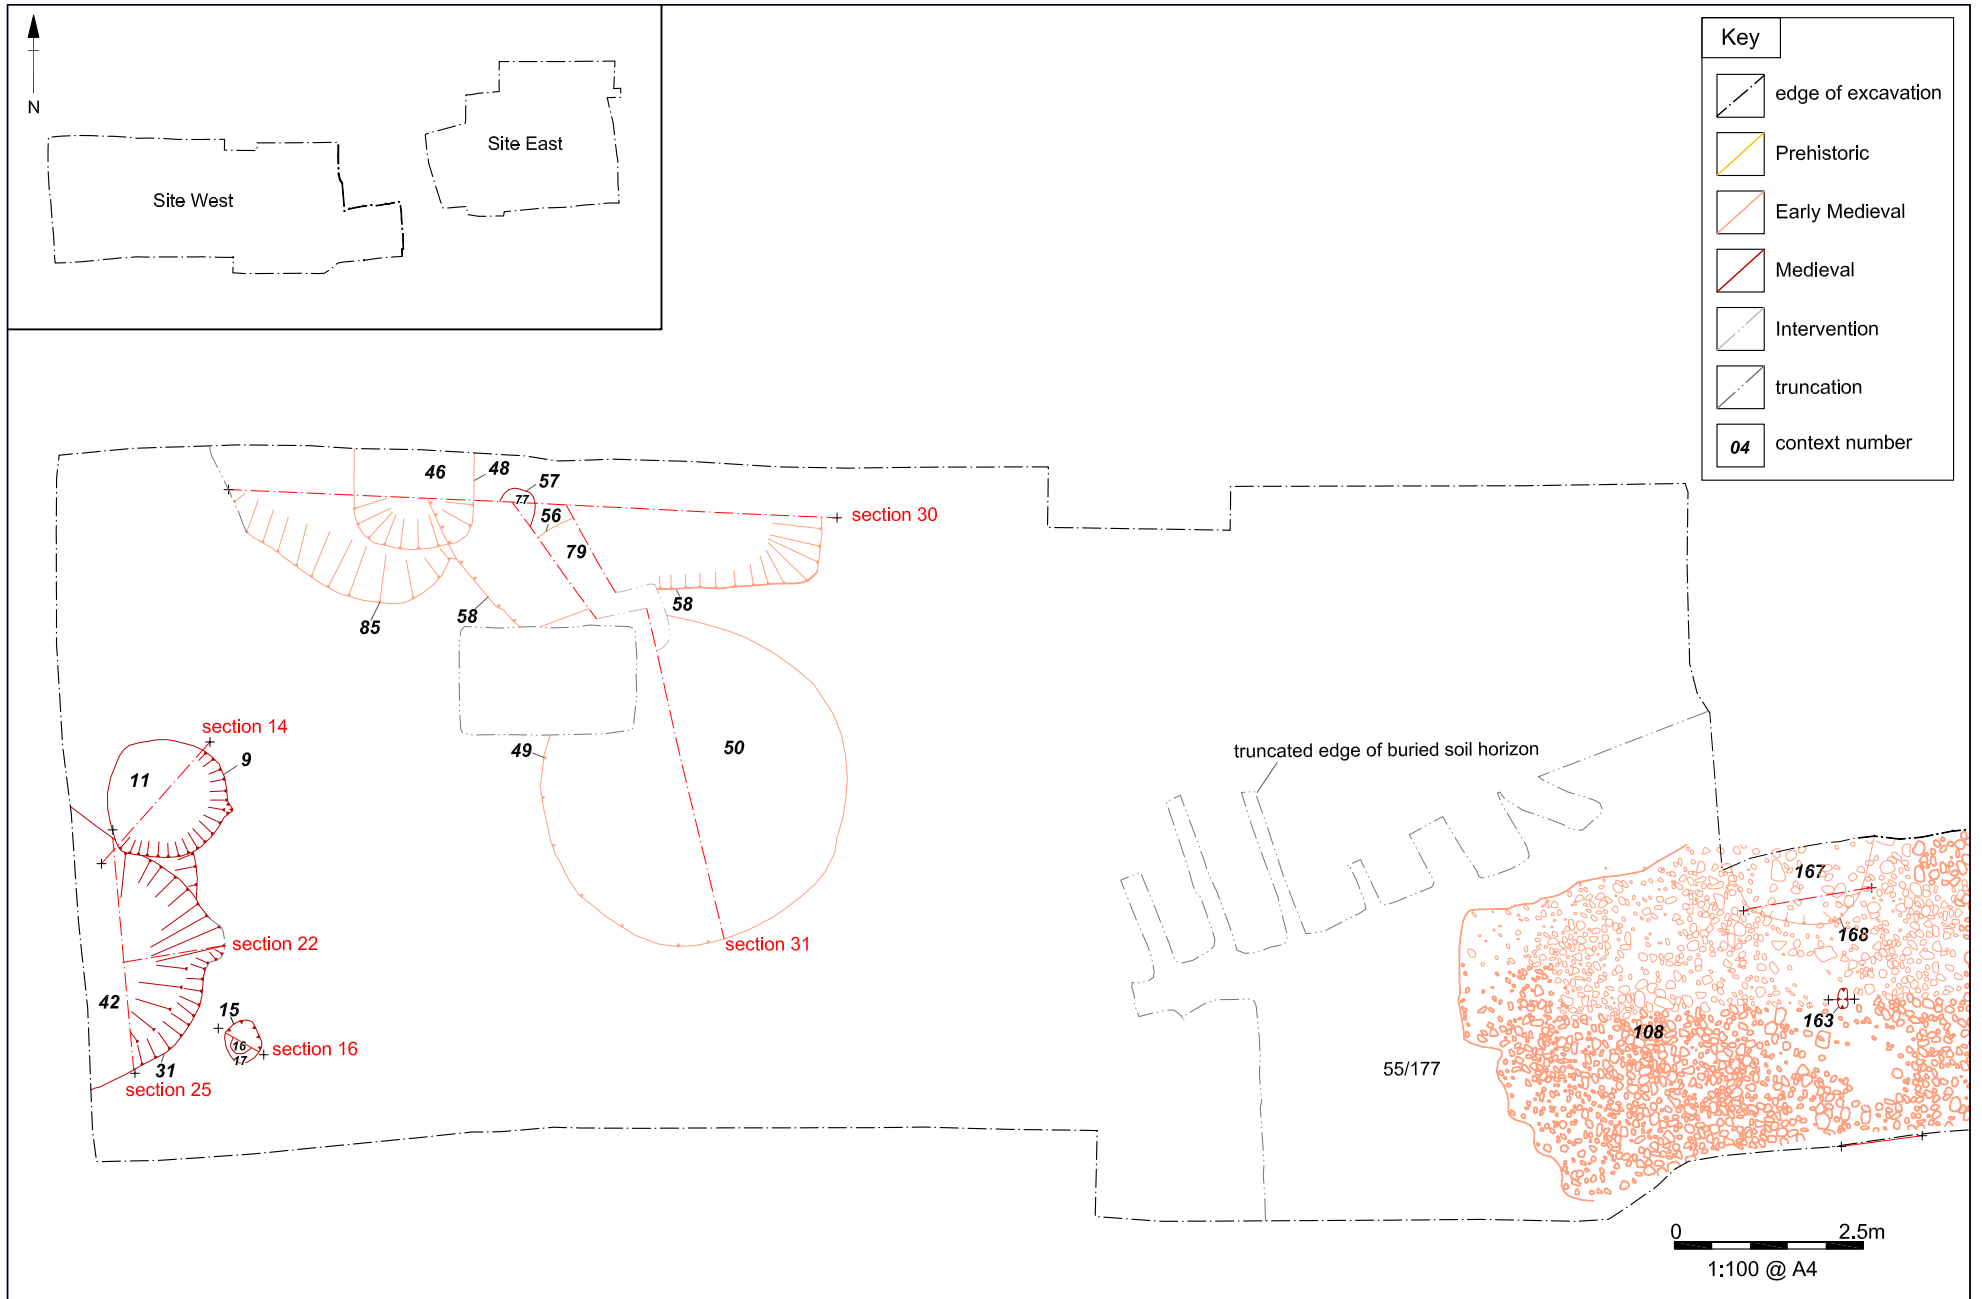 N
Site West
Site East
Key
edge of excavation
Prehistoric
Early Medieval
Medieval
Intervention
truncation
04 context number
46
48
57
77
56
79
section 30
58
58
85
49
50
section 31
section 14
9
11
section 22
42
15
16
17
section 16
31
section 25
truncated edge of buried soil horizon
167
168
163
108
55/177
0 2.5m
1:100 @ A4